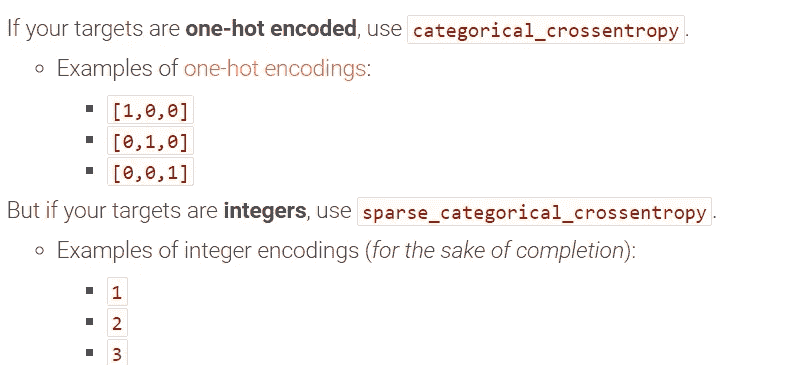 If your targets are one-hot encoded, use categorical_crossentropy.
Examples of one-hot encodings:
[1,0,0]
[0,1,0]
[0,0,1]
But if your targets are integers, use sparse_categorical_crossentropy.
Examples of integer encodings (for the sake of completion):
1
2
3